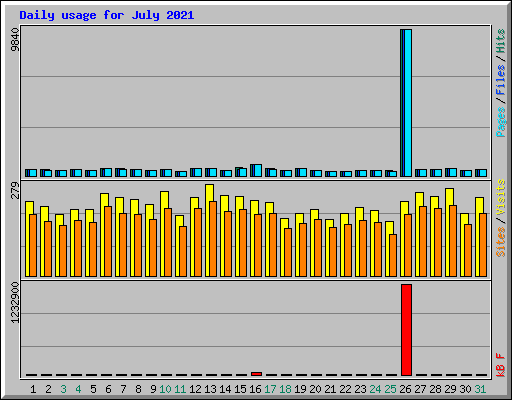 Daily usage for July 2021
9840
Pages/Files/Hits
279
Sites/Visits
1232900
kB F
1 2 3 4 5 6 7 8 9 10 11 12 13 14 15 16 17 18 19 20 21 22 23 24 25 26 27 28 29 30 31